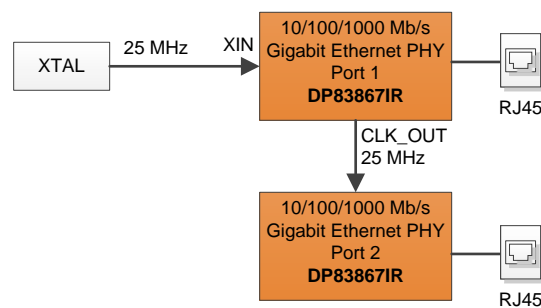 XTAL
25 MHz
XIN
10/100/1000 Mb/s
Gigabit Ethernet PHY
Port 1
DP83867IR
RJ45
CLK_OUT
25 MHz
10/100/1000 Mb/s
Gigabit Ethernet PHY
Port 2
DP83867IR
RJ45